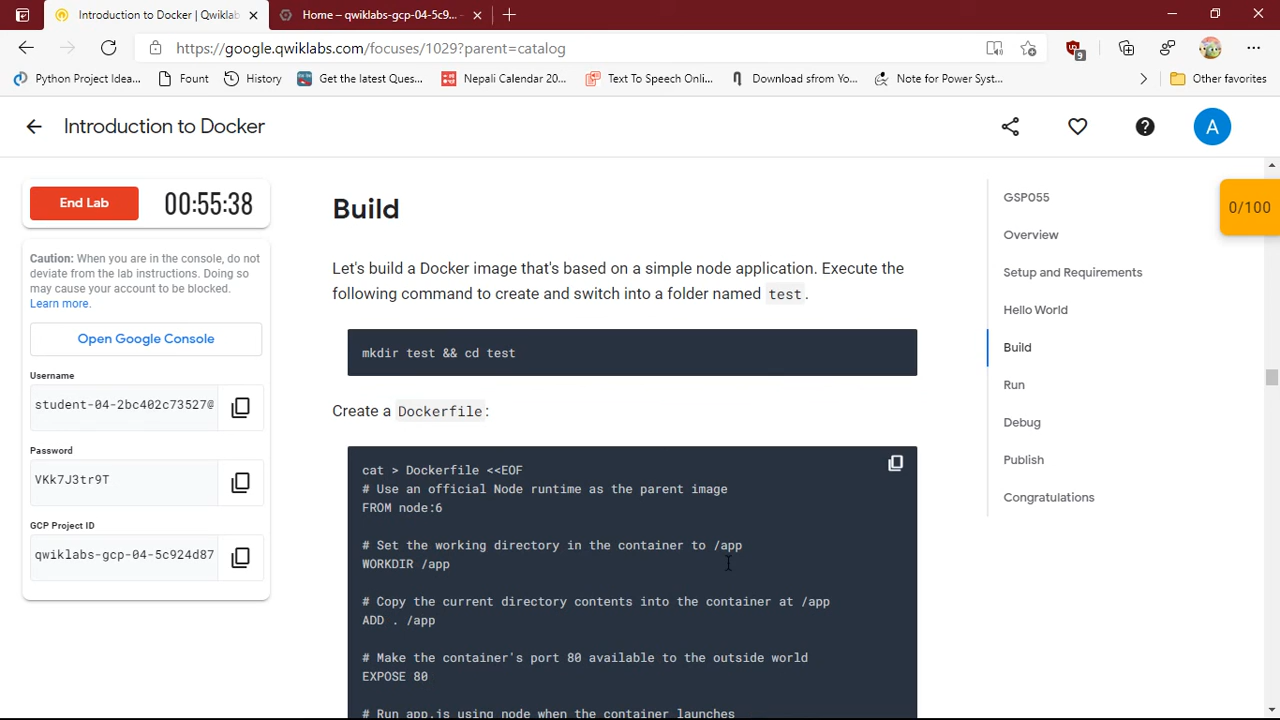 Introduction to Docker | Qwiklab
Home – qwiklabs-gcp-04-5c9...
https://google.qwiklabs.com/focuses/1029?parent=catalog
9
Python Project Idea...
Fount
History
Get the latest Ques...
Nepali Calendar 20...
Text To Speech Onli...
Download sfrom Yo...
Note for Power Syst...
Other favorites
Introduction to Docker
A
End Lab
00:55:38
Caution: When you are in the console, do not
deviate from the lab instructions. Doing so
may cause your account to be blocked.
Learn more.
Open Google Console
Username
student-04-2bc402c73527@
Password
VKk7J3tr9T
GCP Project ID
qwiklabs-gcp-04-5c924d87
Build
Let's build a Docker image that's based on a simple node application. Execute the
following command to create and switch into a folder named test.
mkdir test && cd test
Create a Dockerfile:
cat > Dockerfile <<EOF
# Use an official Node runtime as the parent image
FROM node:6
# Set the working directory in the container to /app
WORKDIR /app
# Copy the current directory contents into the container at /app
ADD . /app
# Make the container's port 80 available to the outside world
EXPOSE 80
# Run app.js using node when the container launches
GSP055
Overview
Setup and Requirements
Hello World
Build
Run
Debug
Publish
Congratulations
0/100